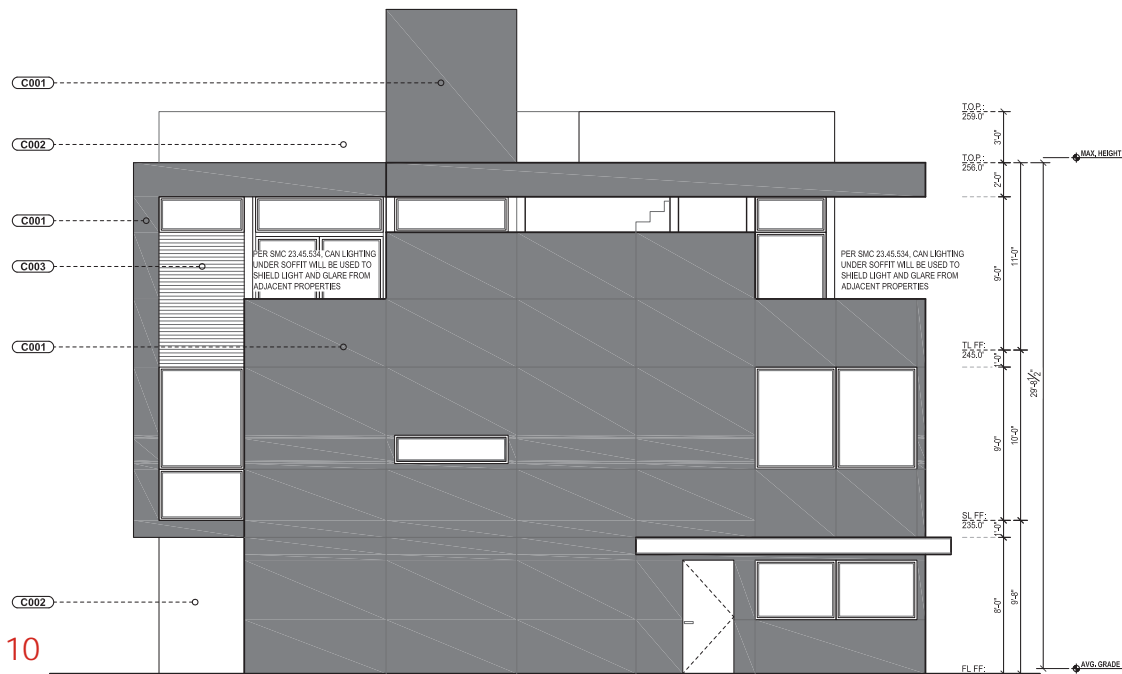 C001
C002
C001
C003
C001
C002
10
PER SMC 23.45.534, CAN LIGHTING
UNDER SOFFIT WILL BE USED TO
SHIELD LIGHT AND GLARE FROM
ADJACENT PROPERTIES
PER SMC 23.45.534, CAN LIGHTING
UNDER SOFFIT WILL BE USED TO
SHIELD LIGHT AND GLARE FROM
ADJACENT PROPERTIES
T.O.P.:
259.0'
3'-0"
T.O.P.:
256.0'
2'-0"
MAX. HEIGHT
9'-0"
11'-0"
TL FF:
245.0'
1'-0"
29'-8½"
9'-0"
10'-0"
SL FF:
235.0'
1'-0"
8'-0"
9'-8"
FL FF:
AVG. GRADE